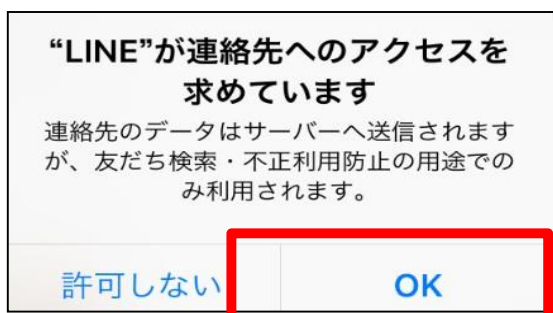 “LINE”が連絡先へのアクセスを
求めています
連絡先のデータはサーバーへ送信されます
が、友だち検索・不正利用防止の用途での
み利用されます。
許可しない
OK